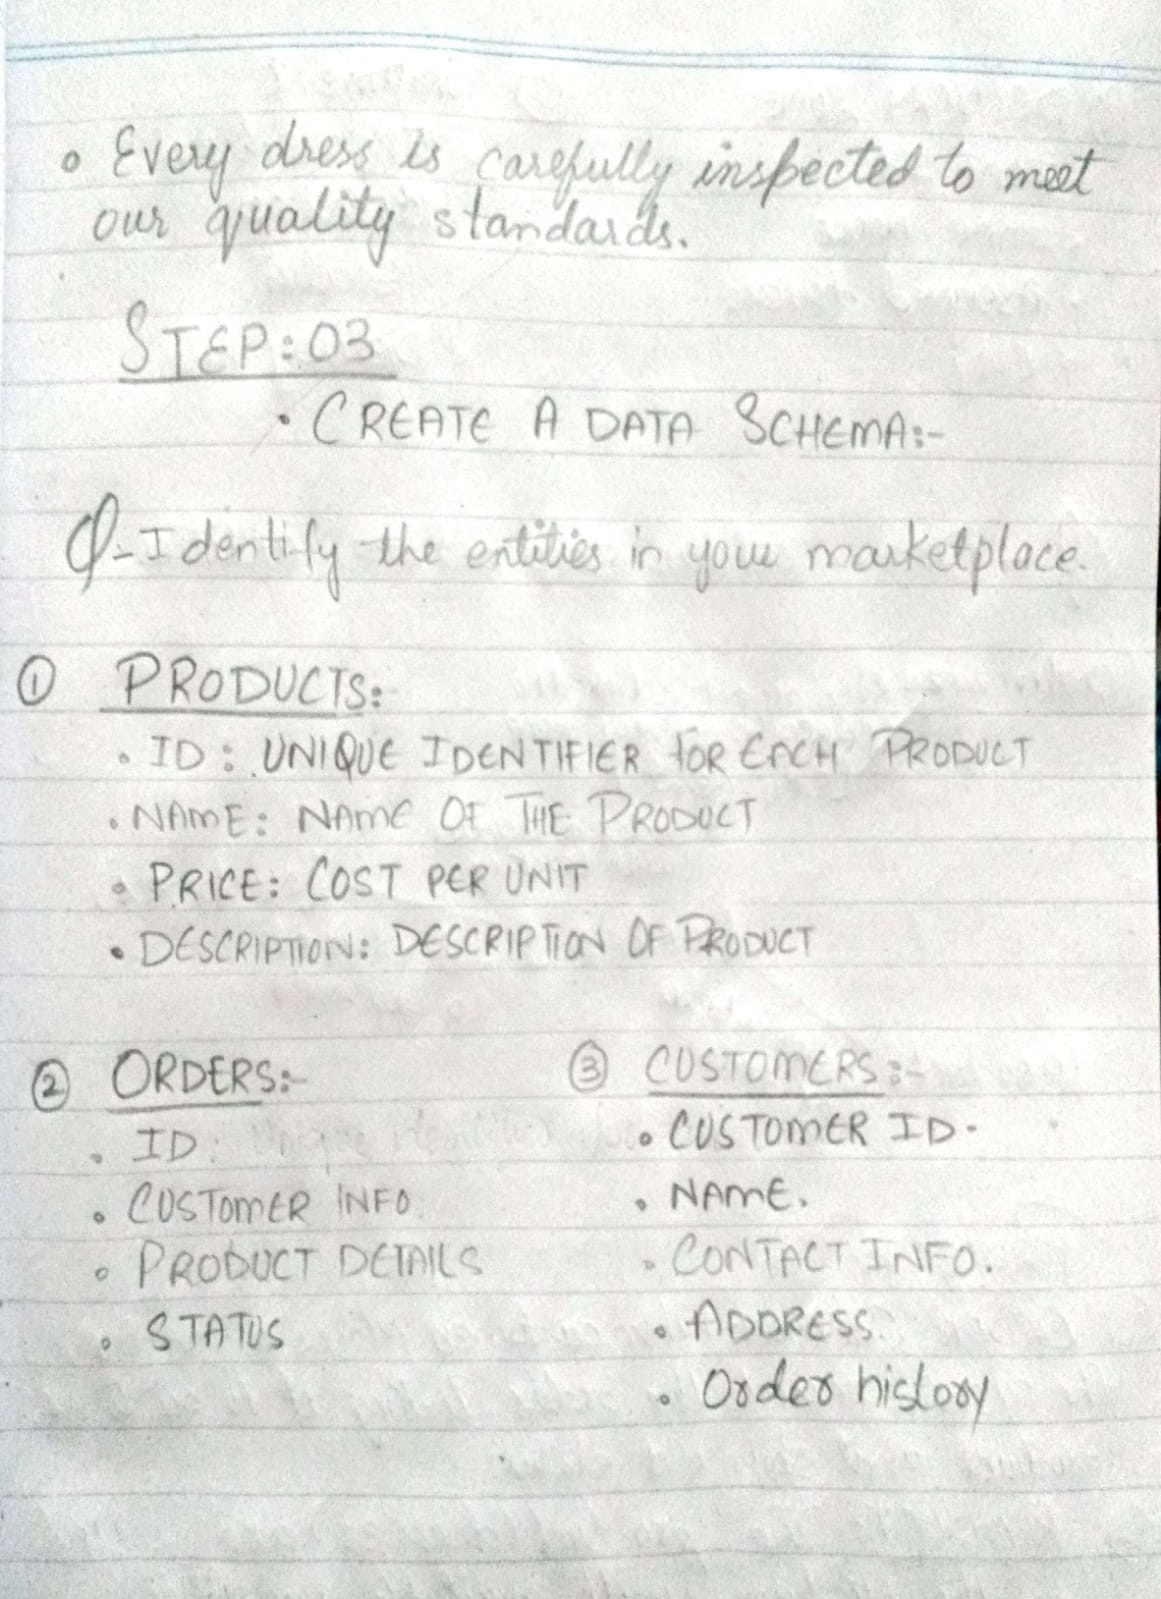 • Every dress is carefully inspected to meet
our quality standards.
STEP:03
• CREATE A DATA SCHEMA:-
Q- Identify the entities in your marketplace.
① PRODUCTS:
• ID: UNIQUE IDENTIFIER FOR EACH PRODUCT
• NAME: NAME OF THE PRODUCT
• PRICE: COST PER UNIT
• DESCRIPTION: DESCRIPTION OF PRODUCT
② ORDERS:-
• ID:
• CUSTOMER INFO.
• PRODUCT DETAILS
• STATUS
③ CUSTOMERS:-
• CUSTOMER ID.
• NAME.
• CONTACT INFO.
• ADDRESS.
• Order history